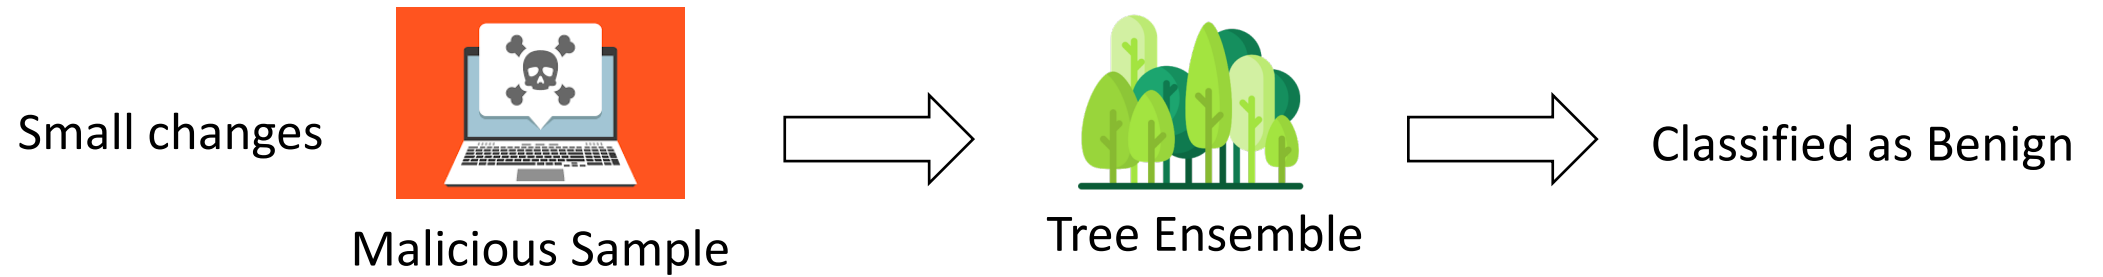 Small changes
Malicious Sample
Tree Ensemble
Classified as Benign